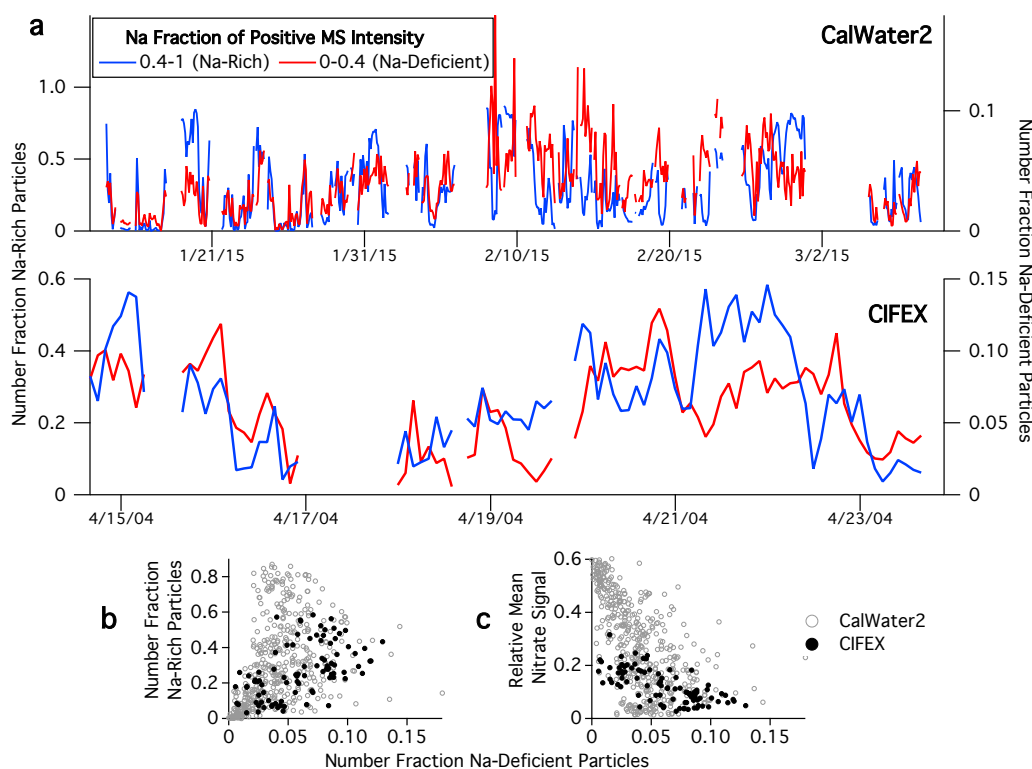 a
Na Fraction of Positive MS Intensity
0.4-1 (Na-Rich)
0-0.4 (Na-Deficient)
CalWater2
1.0
0.5
0
0.1
0
1/21/15
1/31/15
2/10/15
2/20/15
3/2/15
Number Fraction Na-Rich Particles
Number Fraction Na-Deficient Particles
CIFEX
0.6
0.4
0.2
0
0.15
0.10
0.05
0
4/15/04
4/17/04
4/19/04
4/21/04
4/23/04
b
Number Fraction
Na-Rich Particles
0.8
0.6
0.4
0.2
0
0
0.05
0.10
0.15
c
Relative Mean
Nitrate Signal
0.6
0.4
0.2
0
0
0.05
0.10
0.15
Number Fraction Na-Deficient Particles
CalWater2
CIFEX